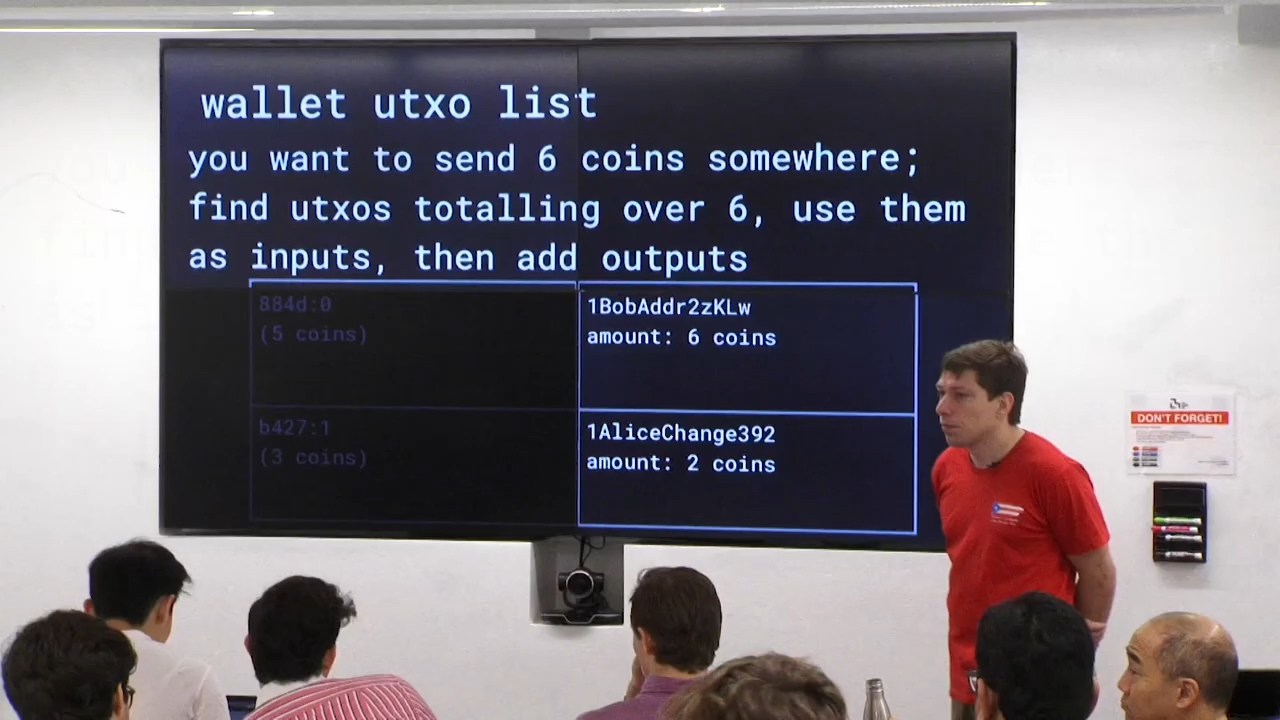 wallet utxo list
you want to send 6 coins somewhere;
find utxos totalling over 6, use them
as inputs, then add outputs
884d:0
(5 coins)
b427:1
(3 coins)
1BobAddr2zKLw
amount: 6 coins
1AliceChange392
amount: 2 coins
DON'T FORGET!